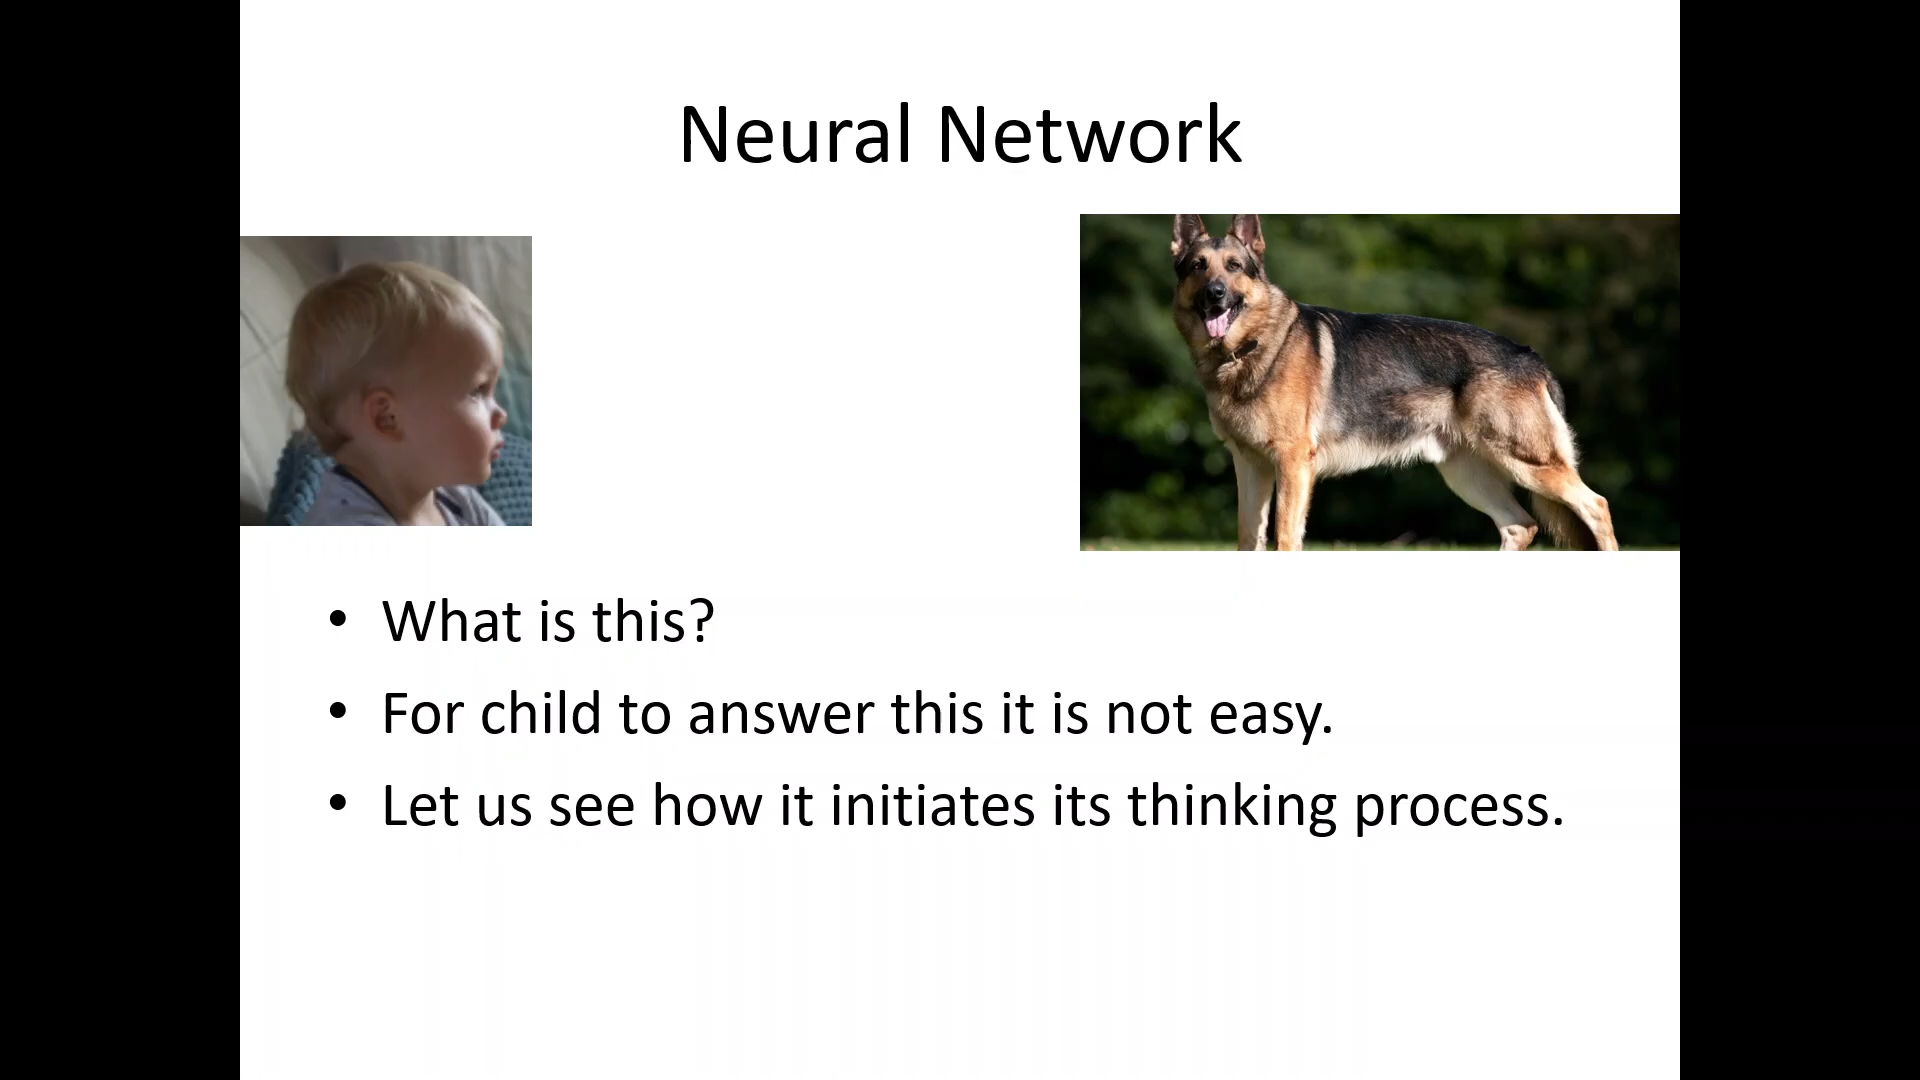 Neural Network
• What is this?
• For child to answer this it is not easy.
• Let us see how it initiates its thinking process.